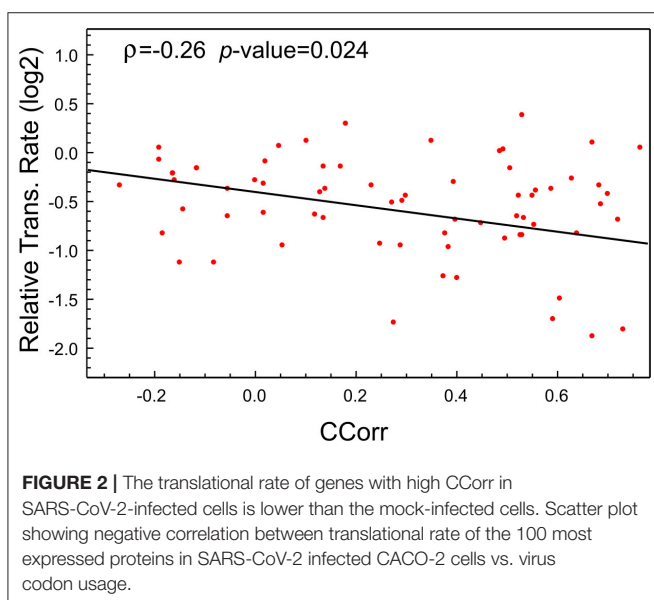 ρ=-0.26 p-value=0.024
Relative Trans. Rate (log2)
1.0
0.5
0.0
-0.5
-1.0
-1.5
-2.0
-0.2 0.0 0.2 0.4 0.6
CCorr
FIGURE 2 | The translational rate of genes with high CCorr in
SARS-CoV-2-infected cells is lower than the mock-infected cells. Scatter plot
showing negative correlation between translational rate of the 100 most
expressed proteins in SARS-CoV-2 infected CACO-2 cells vs. virus
codon usage.